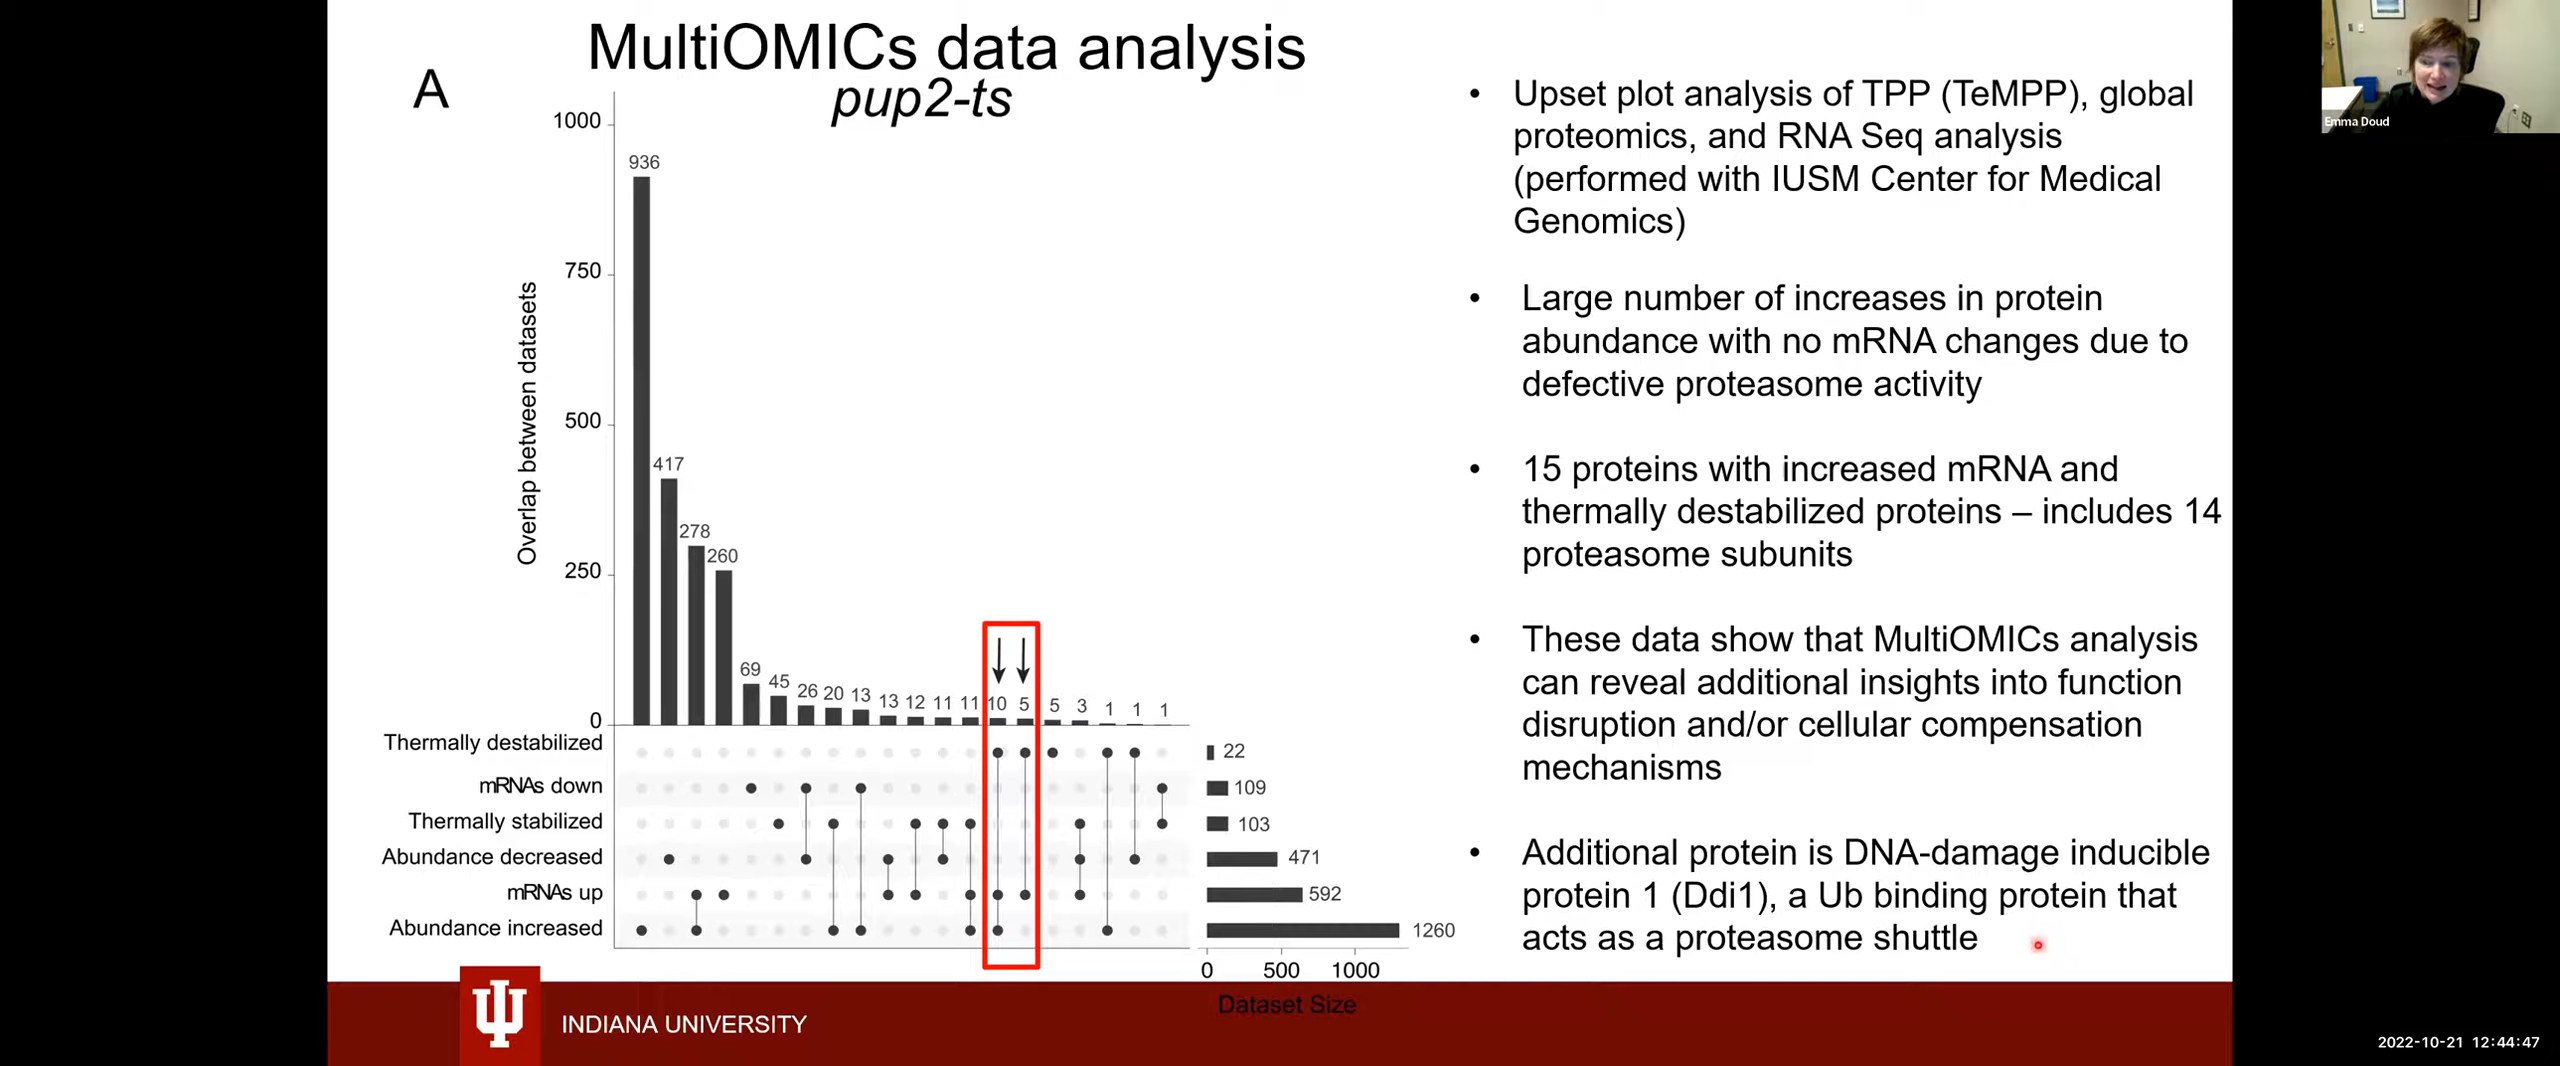 MultiOMICs data analysis
pup2-ts
A
Overlap between datasets
1000
750
500
250
0
936
417
278
260
69
45
26
20
13
13
12
11
11
10
5
5
3
1
1
1
Thermally destabilized
mRNAs down
Thermally stabilized
Abundance decreased
mRNAs up
Abundance increased
22
109
103
471
592
1260
0 500 1000
Dataset Size
• Upset plot analysis of TPP (TeMPP), global
proteomics, and RNA Seq analysis
(performed with IUSM Center for Medical
Genomics)
• Large number of increases in protein
abundance with no mRNA changes due to
defective proteasome activity
• 15 proteins with increased mRNA and
thermally destabilized proteins – includes 14
proteasome subunits
• These data show that MultiOMICs analysis
can reveal additional insights into function
disruption and/or cellular compensation
mechanisms
• Additional protein is DNA-damage inducible
protein 1 (Ddi1), a Ub binding protein that
acts as a proteasome shuttle
INDIANA UNIVERSITY
Emma Doud
2022-10-21 12:44:47